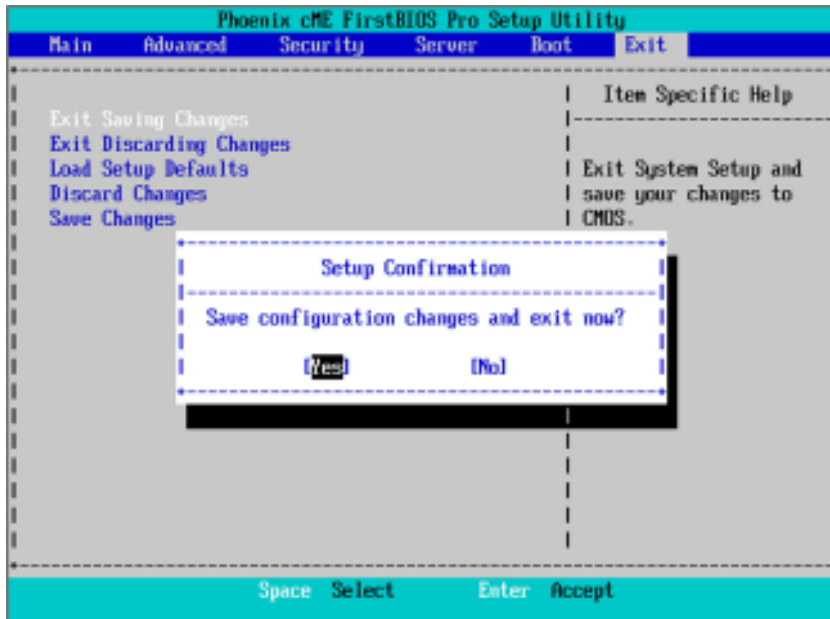 Phoenix cME FirstBIOS Pro Setup Utility
Main Advanced Security Server Boot Exit
Item Specific Help
Exit Saving Changes
Exit Discarding Changes
Load Setup Defaults
Discard Changes
Save Changes
Exit System Setup and
save your changes to
CMOS.
Setup Confirmation
Save configuration changes and exit now?
[Yes] [No]
Space Select Enter Accept